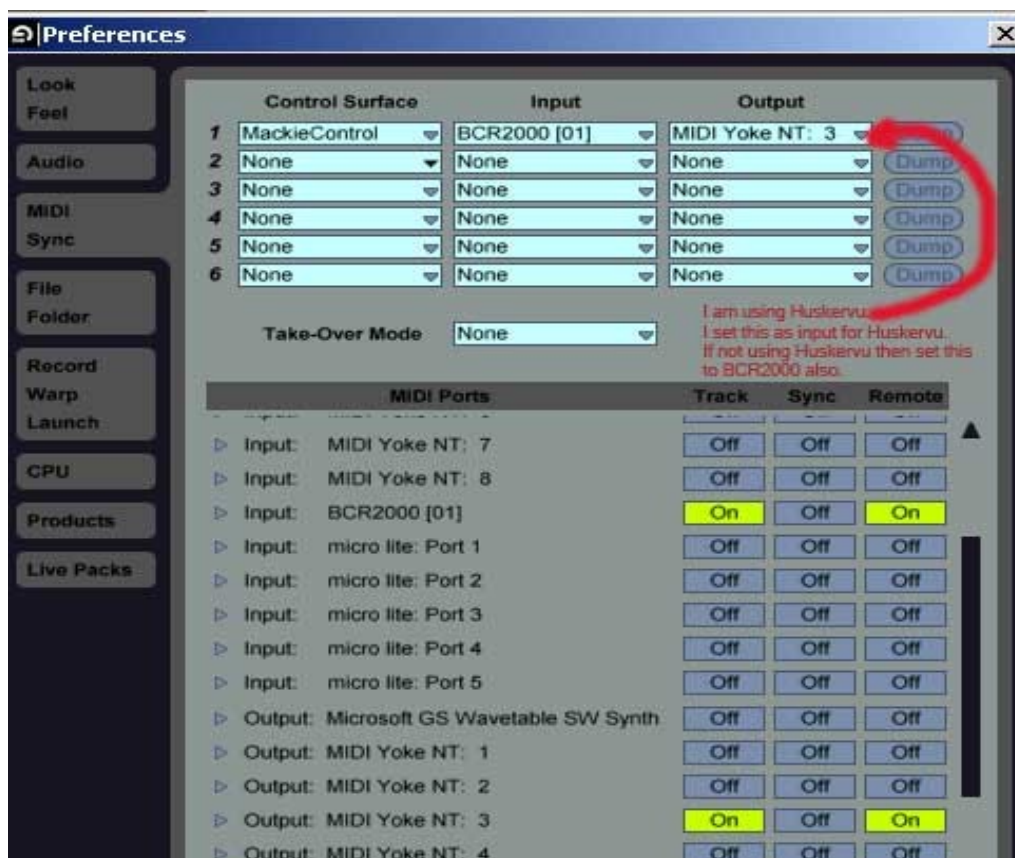 Preferences
Look
Feel
Audio
MIDI
Sync
File
Folder
Record
Warp
Launch
CPU
Products
Live Packs
Control Surface Input Output
1 MackieControl BCR2000 [01] MIDI Yoke NT: 3
2 None None None Dump
3 None None None Dump
4 None None None Dump
5 None None None Dump
6 None None None Dump
Take-Over Mode None
I am using Huskervu.
I set this as input for Huskervu.
If not using Huskervu then set this
to BCR2000 also.
MIDI Ports Track Sync Remote
Input: MIDI Yoke NT: 7 Off Off Off
Input: MIDI Yoke NT: 8 Off Off Off
Input: BCR2000 [01] On Off On
Input: micro lite: Port 1 Off Off Off
Input: micro lite: Port 2 Off Off Off
Input: micro lite: Port 3 Off Off Off
Input: micro lite: Port 4 Off Off Off
Input: micro lite: Port 5 Off Off Off
Output: Microsoft GS Wavetable SW Synth Off Off Off
Output: MIDI Yoke NT: 1 Off Off Off
Output: MIDI Yoke NT: 2 Off Off Off
Output: MIDI Yoke NT: 3 On Off On
Output: MIDI Yoke NT: 4 Off Off Off